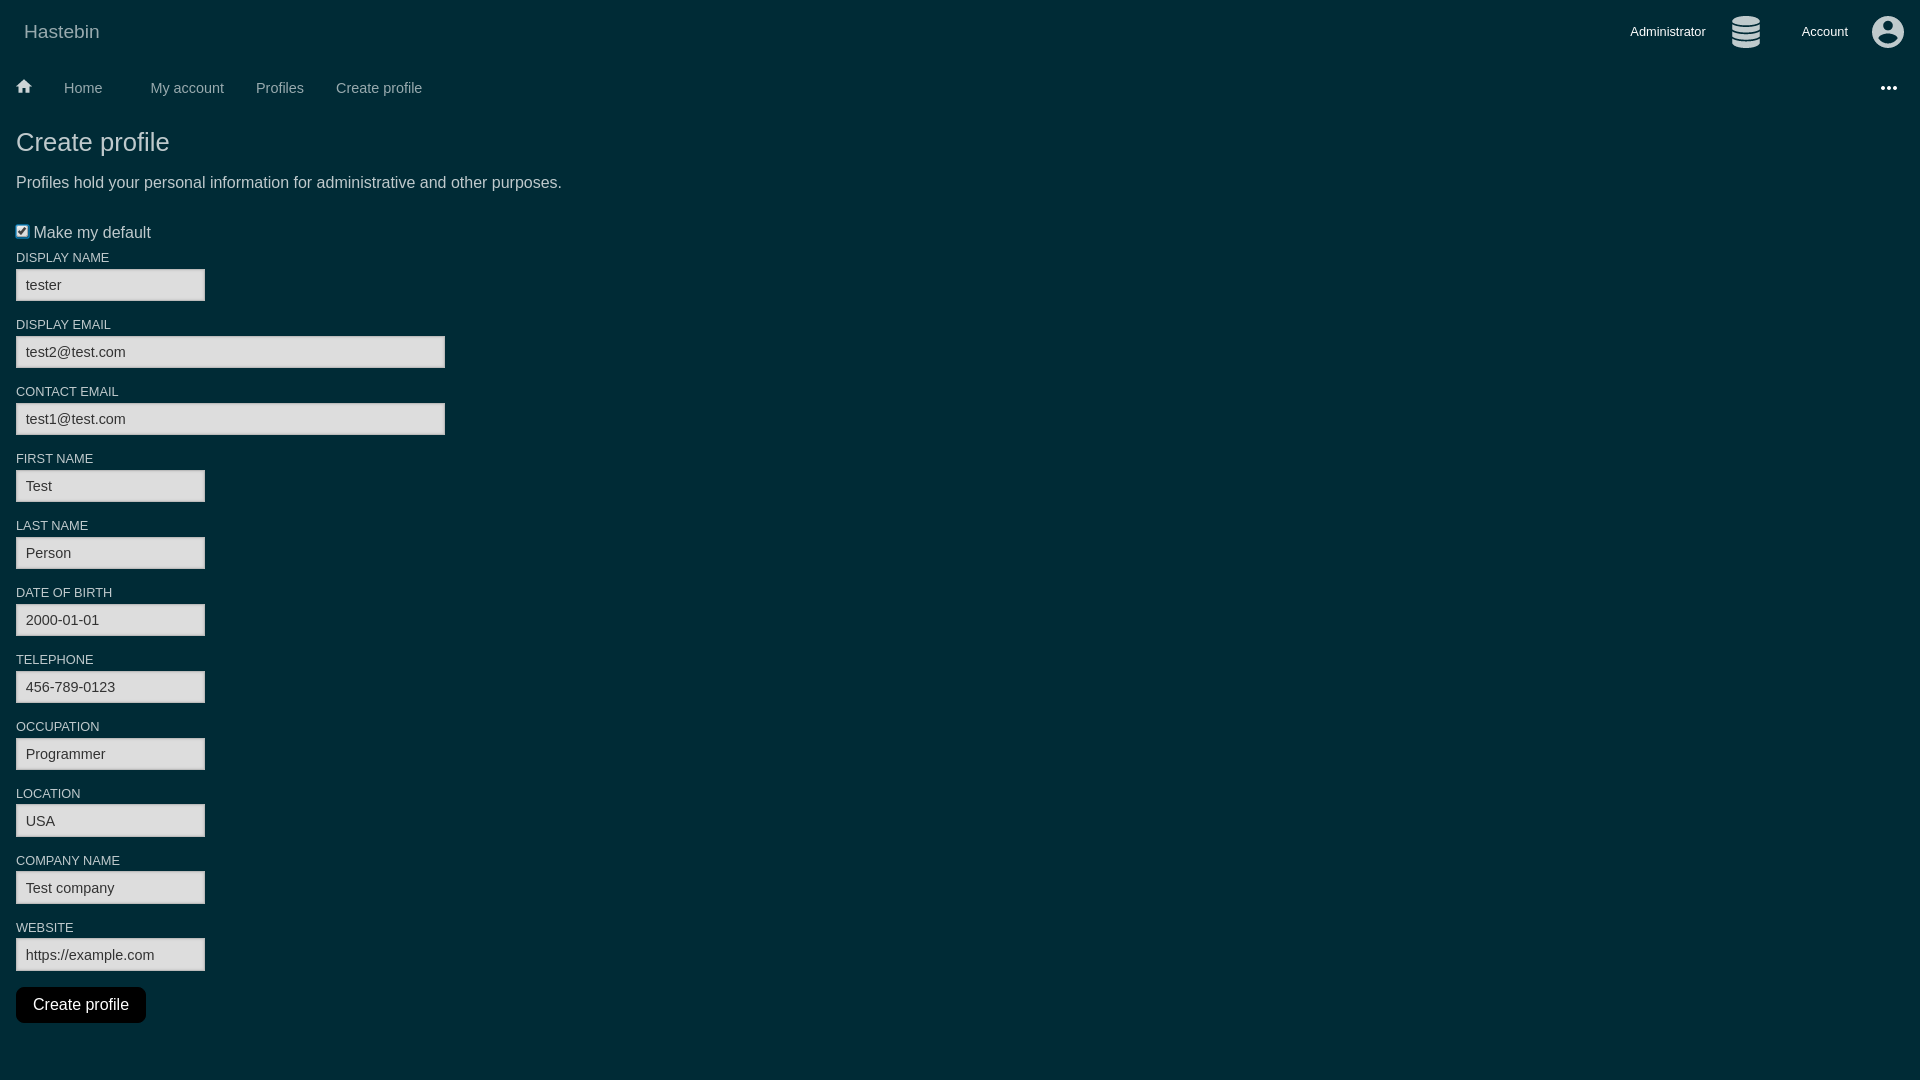 Hastebin
Administrator
Account
Home
My account
Profiles
Create profile
Create profile
Profiles hold your personal information for administrative and other purposes.
Make my default
DISPLAY NAME
tester
DISPLAY EMAIL
test2@test.com
CONTACT EMAIL
test1@test.com
FIRST NAME
Test
LAST NAME
Person
DATE OF BIRTH
2000-01-01
TELEPHONE
456-789-0123
OCCUPATION
Programmer
LOCATION
USA
COMPANY NAME
Test company
WEBSITE
https://example.com
Create profile